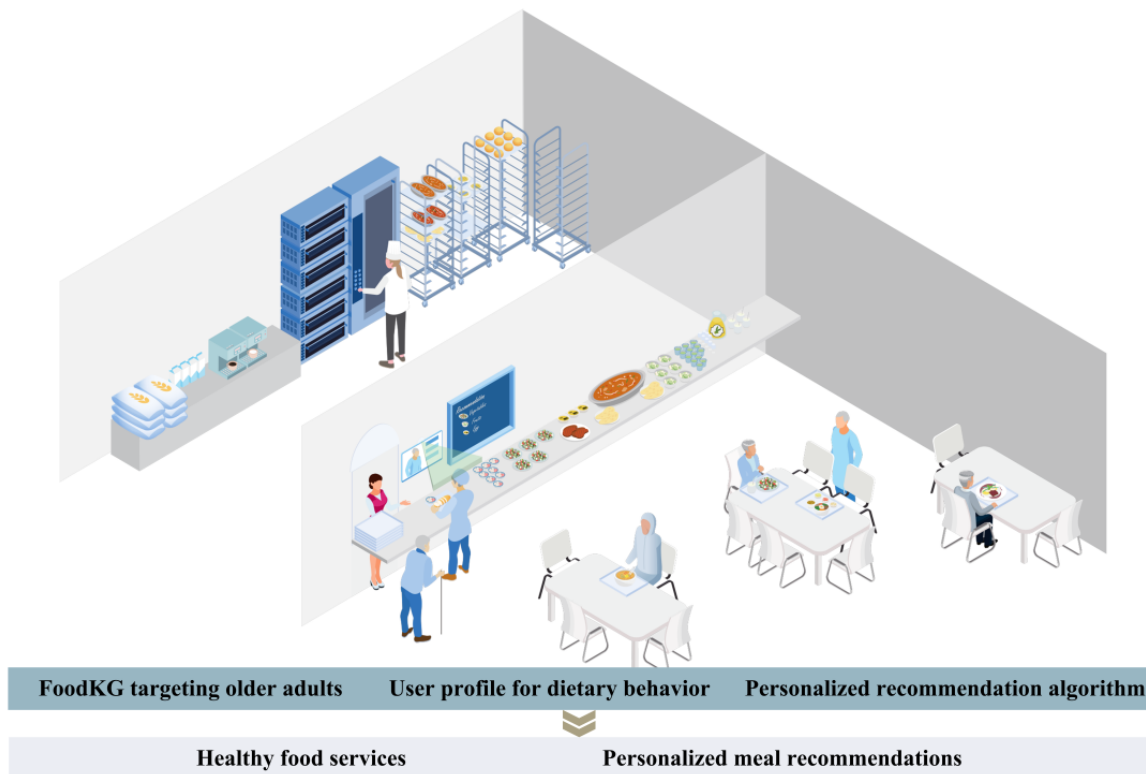 FoodKG targeting older adults
User profile for dietary behavior
Personalized recommendation algorithm
Healthy food services
Personalized meal recommendations